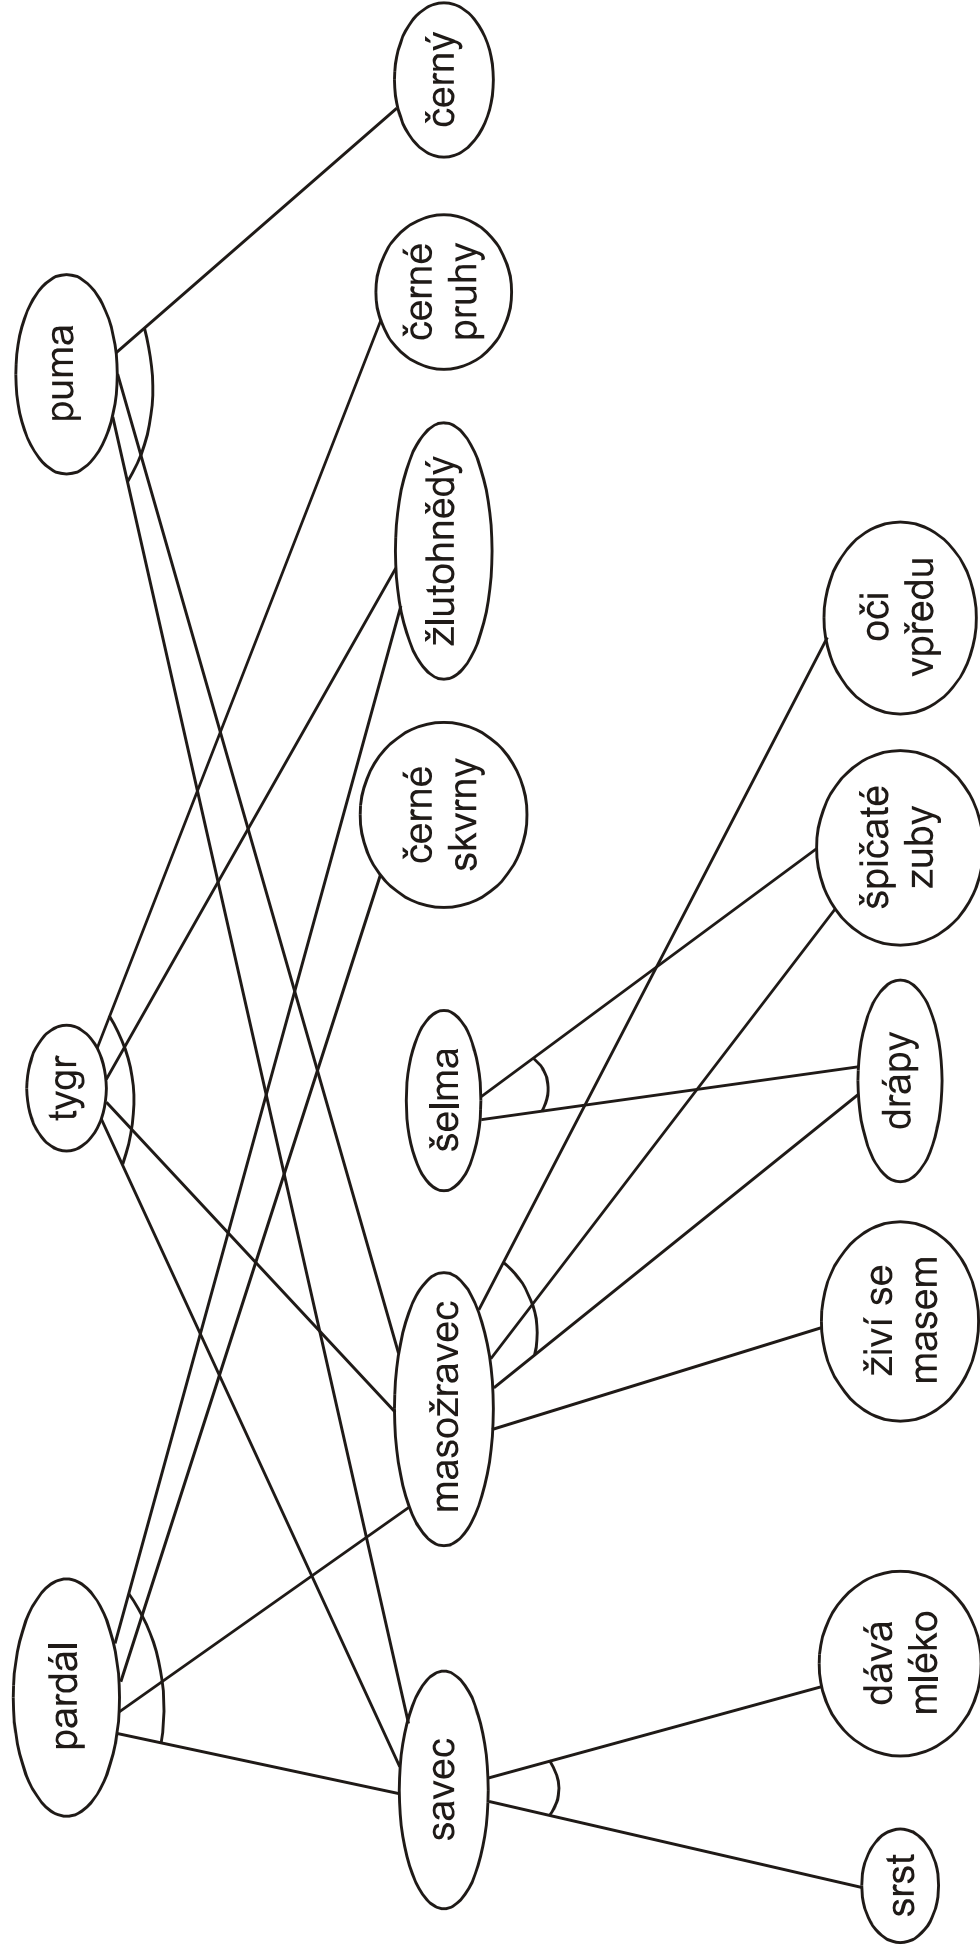 pardál
tygr
puma
savec
masožravec
šelma
černé
skvrny
žlutohnědý
černé
pruhy
černý
srst
dává
mléko
živí se
masem
drápy
špičaté
zuby
oči
vpředu